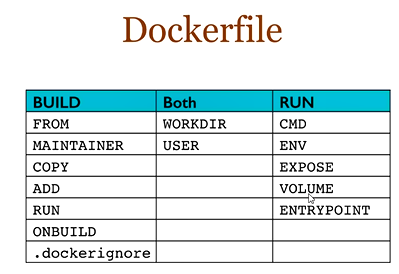 Dockerfile
BUILD Both RUN
FROM WORKDIR CMD
MAINTAINER USER ENV
COPY EXPOSE
ADD VOLUME
RUN ENTRYPOINT
ONBUILD
.dockerignore